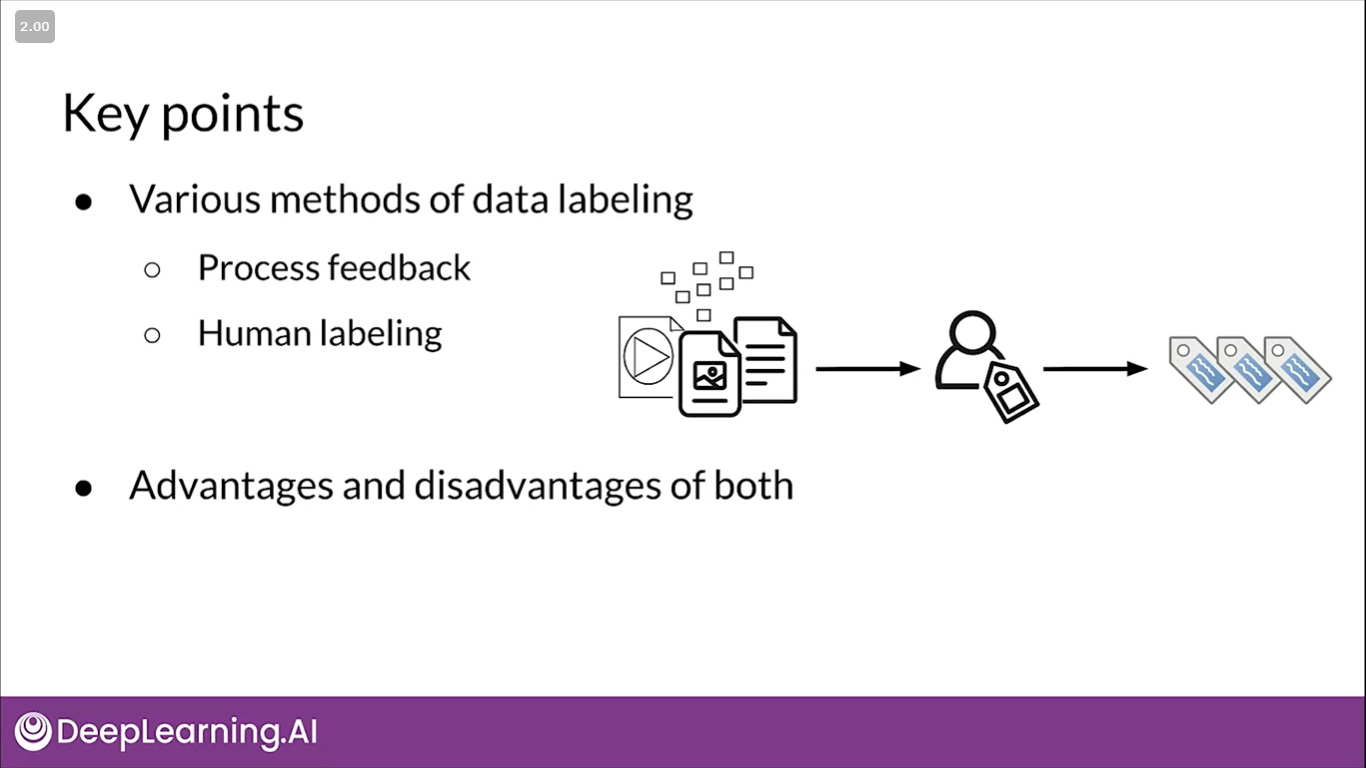 2.00
Key points
● Various methods of data labeling
○ Process feedback
○ Human labeling
● Advantages and disadvantages of both
DeepLearning.AI